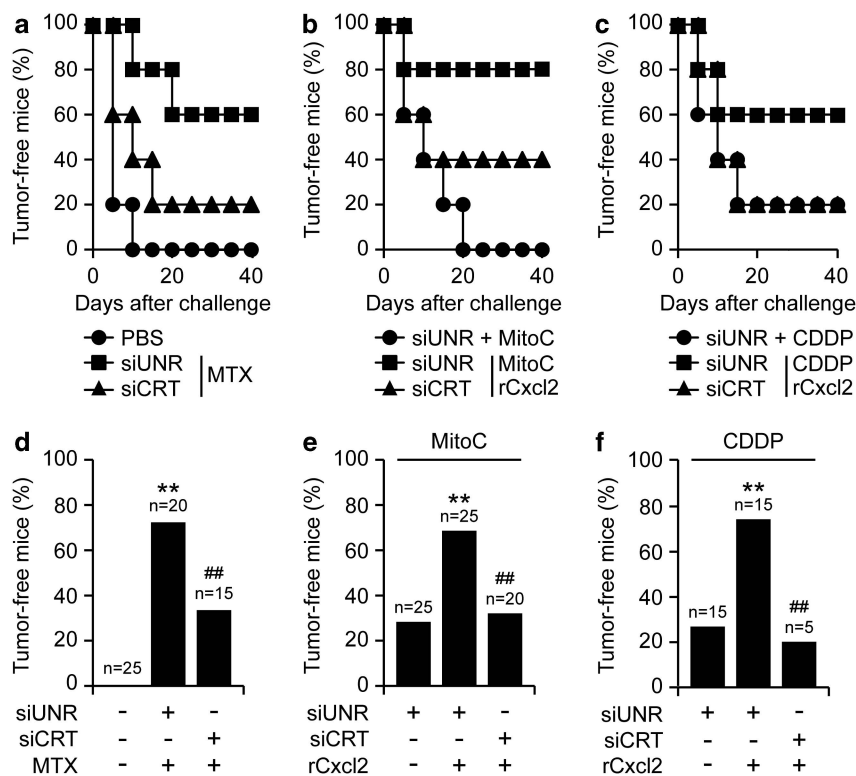 a
100
80
60
40
20
0
Tumor-free mice (%)
0 20 40
Days after challenge
PBS
siUNR
siCRT
MTX
b
100
80
60
40
20
0
Tumor-free mice (%)
0 20 40
Days after challenge
siUNR + MitoC
siUNR
siCRT
MitoC
rCxcl2
c
100
80
60
40
20
0
Tumor-free mice (%)
0 20 40
Days after challenge
siUNR + CDDP
siUNR
siCRT
CDDP
rCxcl2
d
100
80
60
40
20
0
Tumor-free mice (%)
n=25
**
n=20
##
n=15
siUNR - + -
siCRT - - +
MTX - + +
e
MitoC
100
80
60
40
20
0
Tumor-free mice (%)
n=25
**
n=25
##
n=20
siUNR + + -
siCRT - - +
rCxcl2 - + +
f
CDDP
100
80
60
40
20
0
Tumor-free mice (%)
n=15
**
n=15
##
n=5
siUNR + + -
siCRT - - +
rCxcl2 - + +